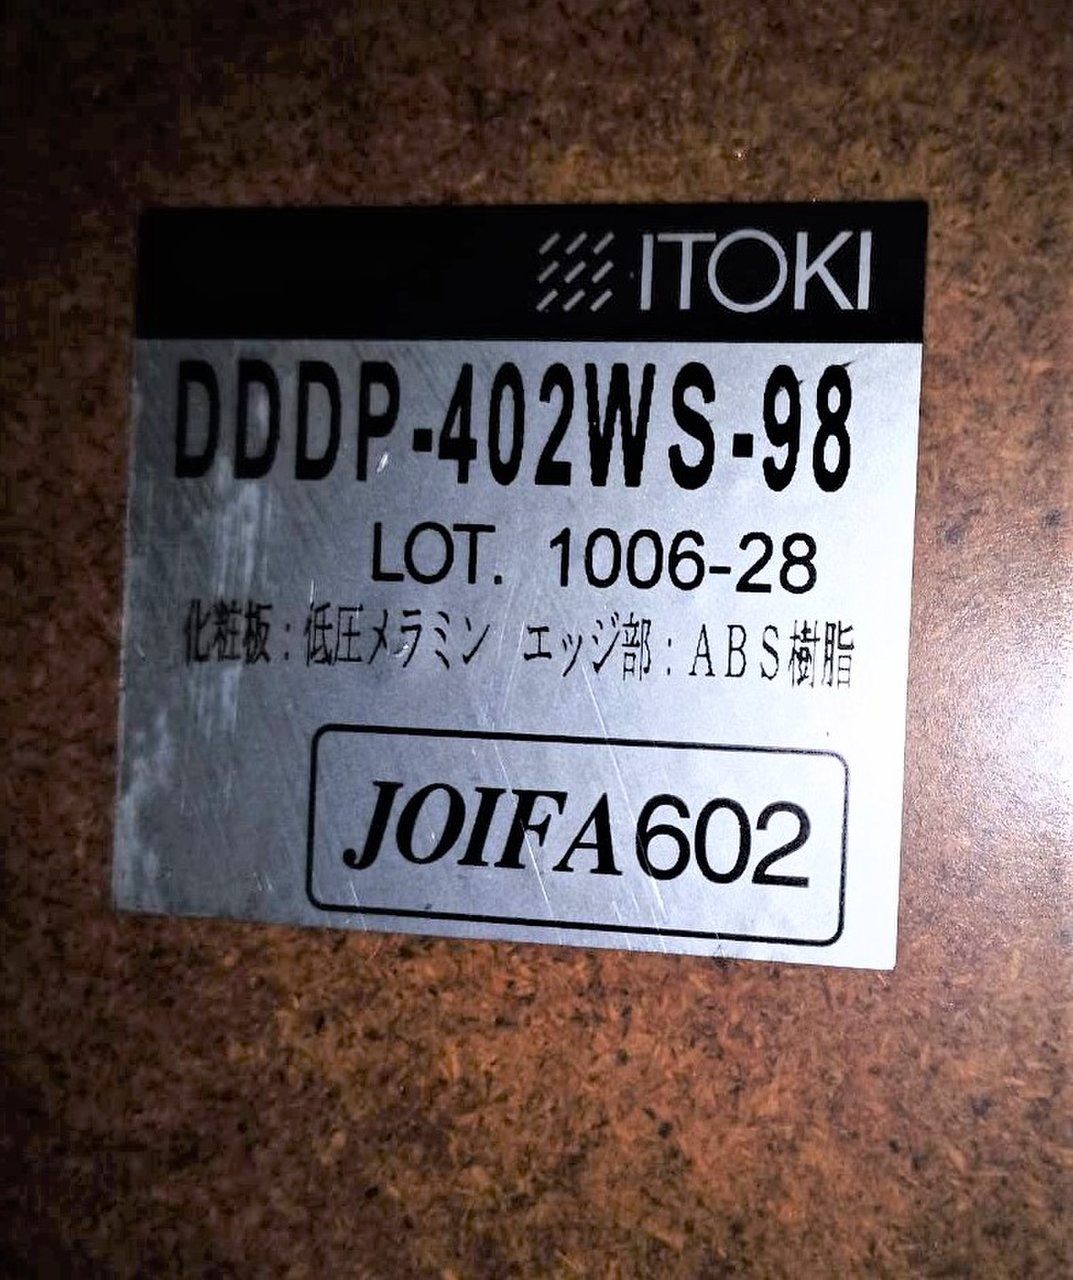 ITOKI
DDDP-402WS-98
LOT. 1006-28
化粧板:低圧メラミン エッジ部:ABS樹脂
JOIFA602